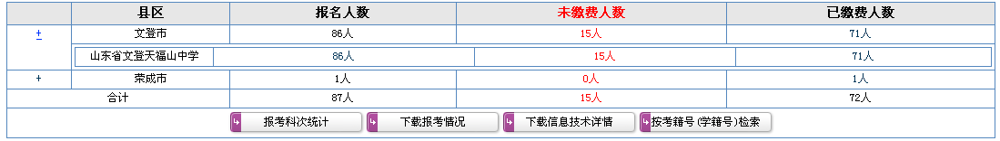 县区 报名人数 未缴费人数 已缴费人数
+ 文登市 86人 15人 71人
山东省文登天福山中学 86人 15人 71人
+ 荣成市 1人 0人 1人
合计 87人 15人 72人
报考科次统计 下载报考情况 下载信息技术详情 按考籍号(学籍号)检索